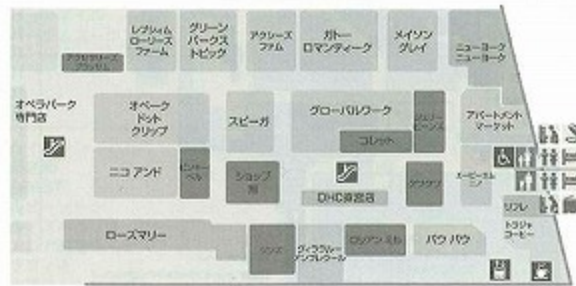 レプシィム
ローリーズ
ファーム
グリーン
パークス
トピック
アクシーズ
ファム
ガトー
ロマンティーク
メイソン
グレイ
ニューヨーク
ニューヨーク
オペラパーク
専門店
オペーク
ドット
クリップ
スピーガ
グローバルワーク
コレット
アパートメント
マーケット
ニコ アンド
ショップ
DHC直営店
リフレ
トラジャ
コーヒー
ローズマリー
ロシアン ミル
パウ パウ